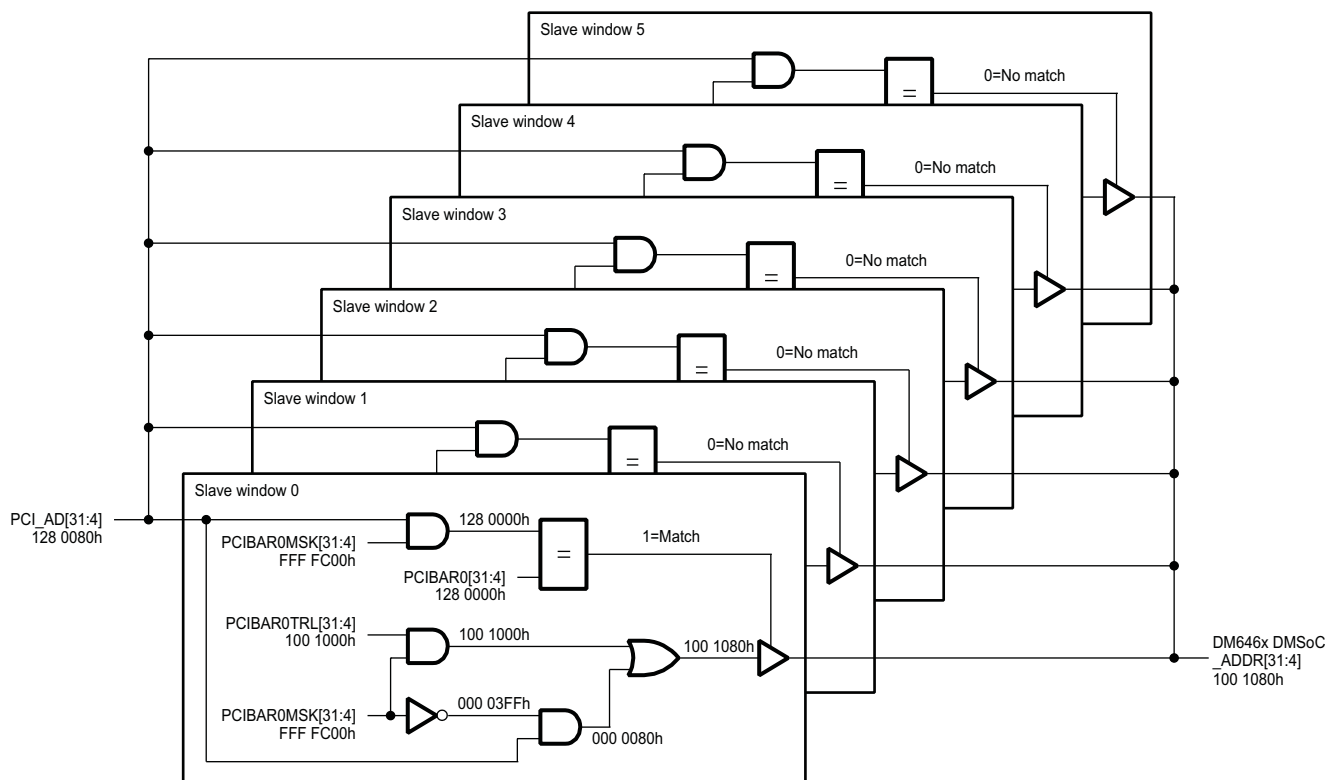 Slave window 5
0=No match
=
Slave window 4
0=No match
=
Slave window 3
0=No match
=
Slave window 2
0=No match
=
Slave window 1
0=No match
=
Slave window 0
PCI_AD[31:4]
128 0080h
128 0000h
PCIBAR0MSK[31:4]
FFF FC00h
=
1=Match
PCIBAR0[31:4]
128 0000h
PCIBAR0TRL[31:4]
100 1000h
100 1000h
100 1080h
DM646x DMSoC
_ADDR[31:4]
100 1080h
PCIBAR0MSK[31:4]
FFF FC00h
000 03FFh
000 0080h